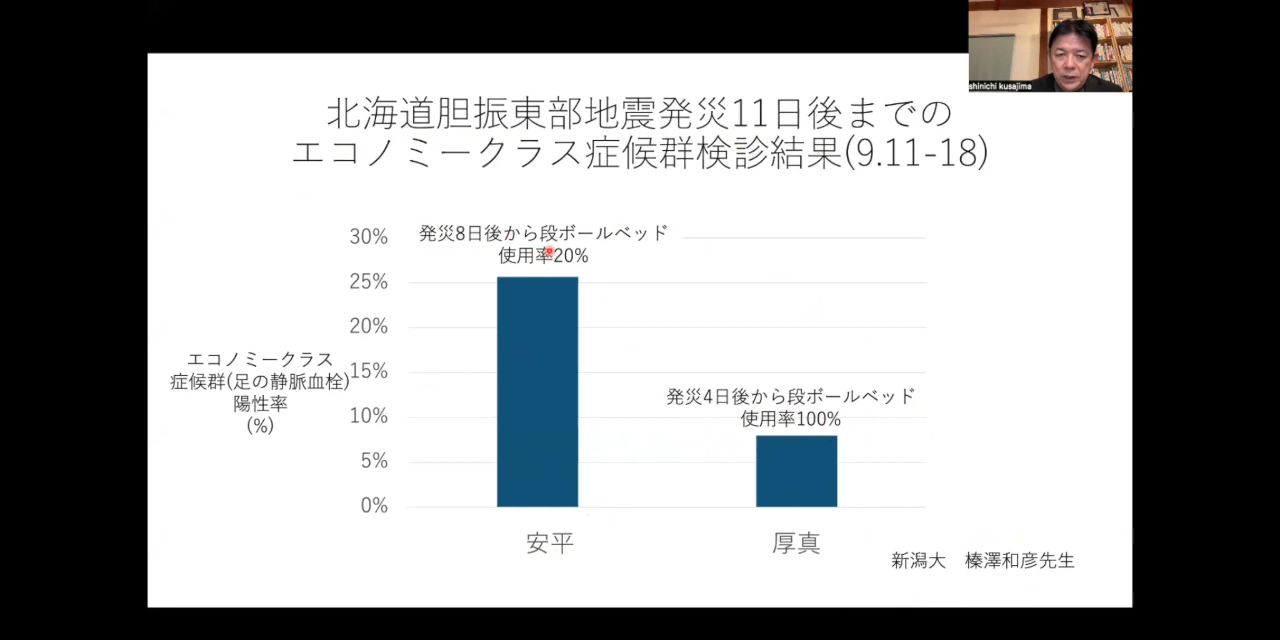 shinichi kusajima
北海道胆振東部地震発災11日後までの
エコノミークラス症候群検診結果(9.11-18)
30%
25%
20%
15%
10%
5%
0%
エコノミークラス
症候群(足の静脈血栓)
陽性率
(%)
発災8日後から段ボールベッド
使用率20%
発災4日後から段ボールベッド
使用率100%
安平
厚真
新潟大　榛澤和彦先生